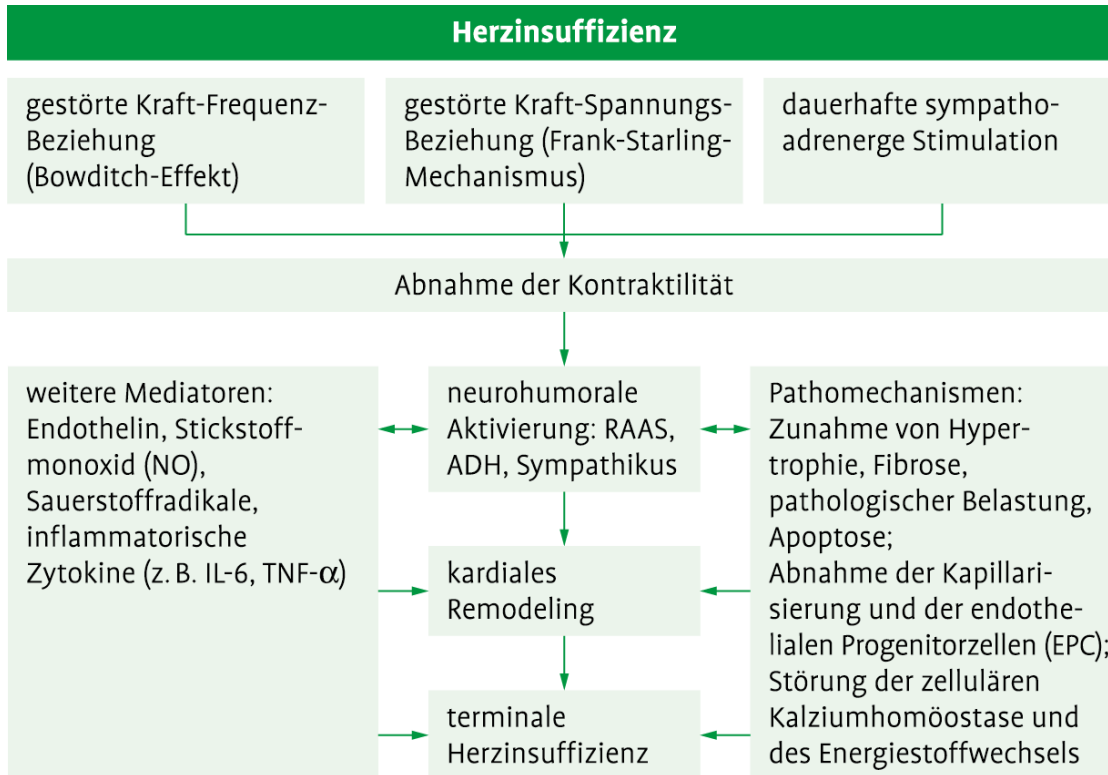 Herzinsuffizienz
gestörte Kraft-Frequenz-
Beziehung
(Bowditch-Effekt)
gestörte Kraft-Spannungs-
Beziehung (Frank-Starling-
Mechanismus)
dauerhafte sympatho-
adrenerge Stimulation
Abnahme der Kontraktilität
weitere Mediatoren:
Endothelin, Stickstoff-
monoxid (NO),
Sauerstoffradikale,
inflammatorische
Zytokine (z. B. IL-6, TNF-α)
neurohumorale
Aktivierung: RAAS,
ADH, Sympathikus
kardiales
Remodeling
terminale
Herzinsuffizienz
Pathomechanismen:
Zunahme von Hyper-
trophie, Fibrose,
pathologischer Belastung,
Apoptose;
Abnahme der Kapillari-
sierung und der endothe-
lialen Progenitorzellen (EPC);
Störung der zellulären
Kalziumhomöostase und
des Energiestoffwechsels